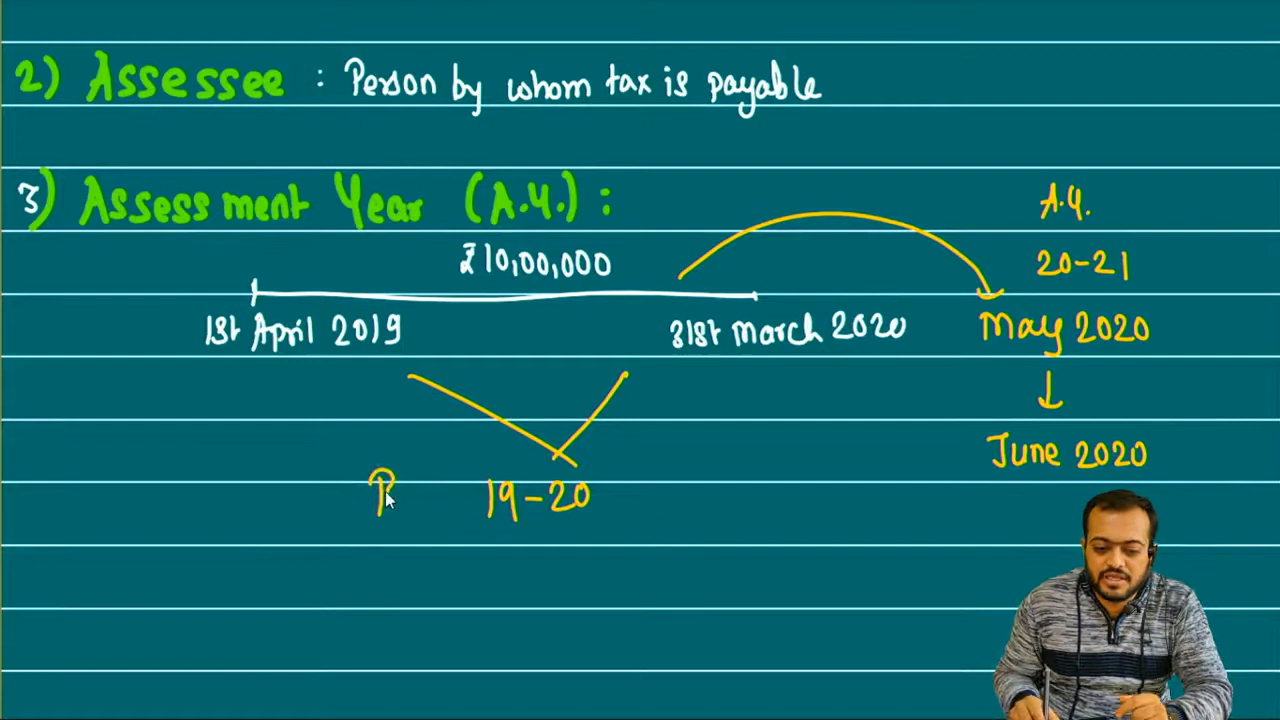 2) Assessee : Person by whom tax is payable
3) Assessment Year (A.Y.) :
A.Y.
₹10,00,000
20-21
1st April 2019
31st March 2020
May 2020
June 2020
P 19-20